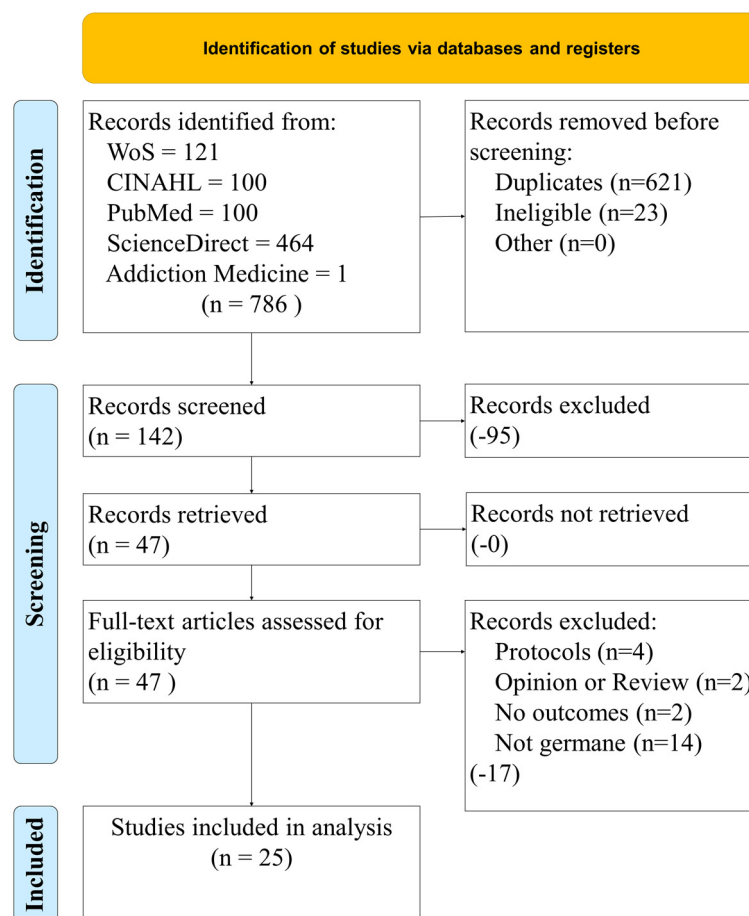 Identification of studies via databases and registers
Identification
Records identified from:
WoS = 121
CINAHL = 100
PubMed = 100
ScienceDirect = 464
Addiction Medicine = 1
(n = 786 )
Records removed before
screening:
Duplicates (n=621)
Ineligible (n=23)
Other (n=0)
Screening
Records screened
(n = 142)
Records excluded
(-95)
Records retrieved
(n = 47)
Records not retrieved
(-0)
Full-text articles assessed for
eligibility
(n = 47 )
Records excluded:
Protocols (n=4)
Opinion or Review (n=2)
No outcomes (n=2)
Not germane (n=14)
(-17)
Included
Studies included in analysis
(n = 25)